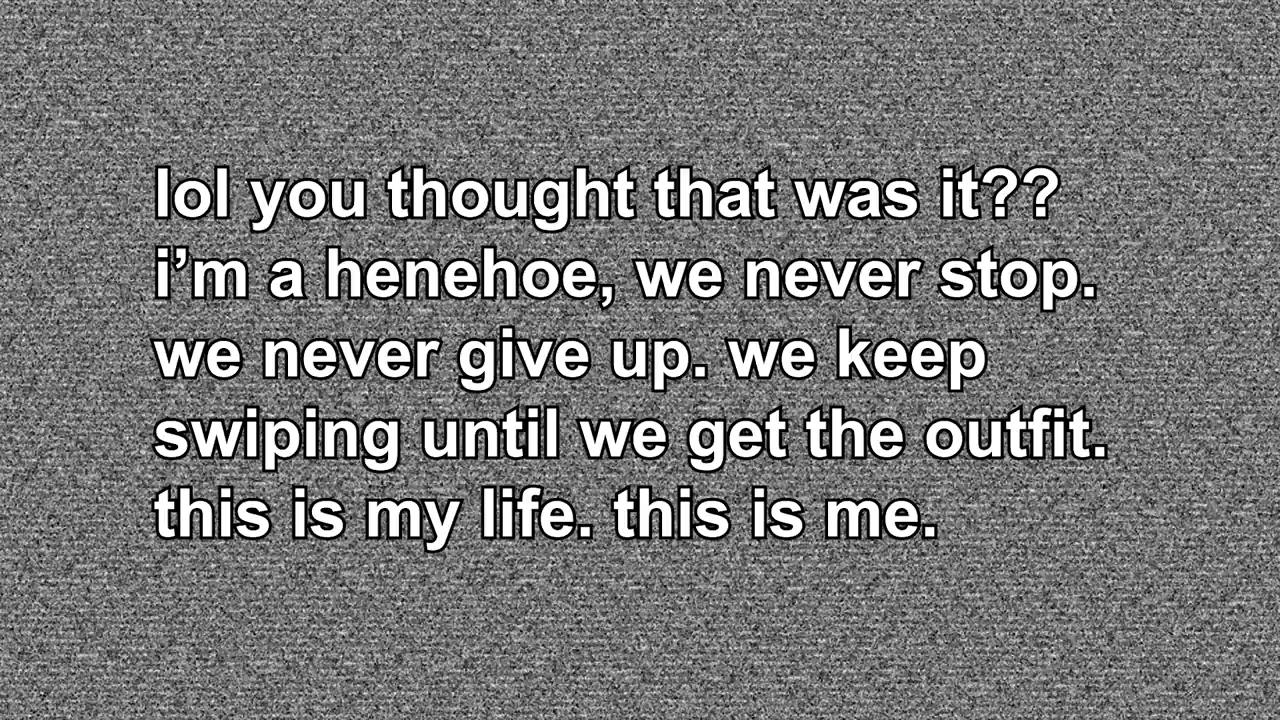 lol you thought that was it??
i’m a henehoe, we never stop.
we never give up. we keep
swiping until we get the outfit.
this is my life. this is me.